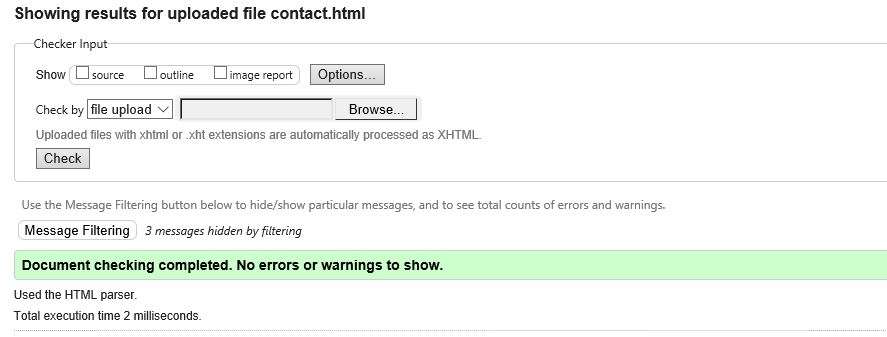 Showing results for uploaded file contact.html
Checker Input
Show source outline image report Options...
Check by file upload Browse...
Uploaded files with xhtml or .xht extensions are automatically processed as XHTML.
Check
Use the Message Filtering button below to hide/show particular messages, and to see total counts of errors and warnings.
Message Filtering 3 messages hidden by filtering
Document checking completed. No errors or warnings to show.
Used the HTML parser.
Total execution time 2 milliseconds.